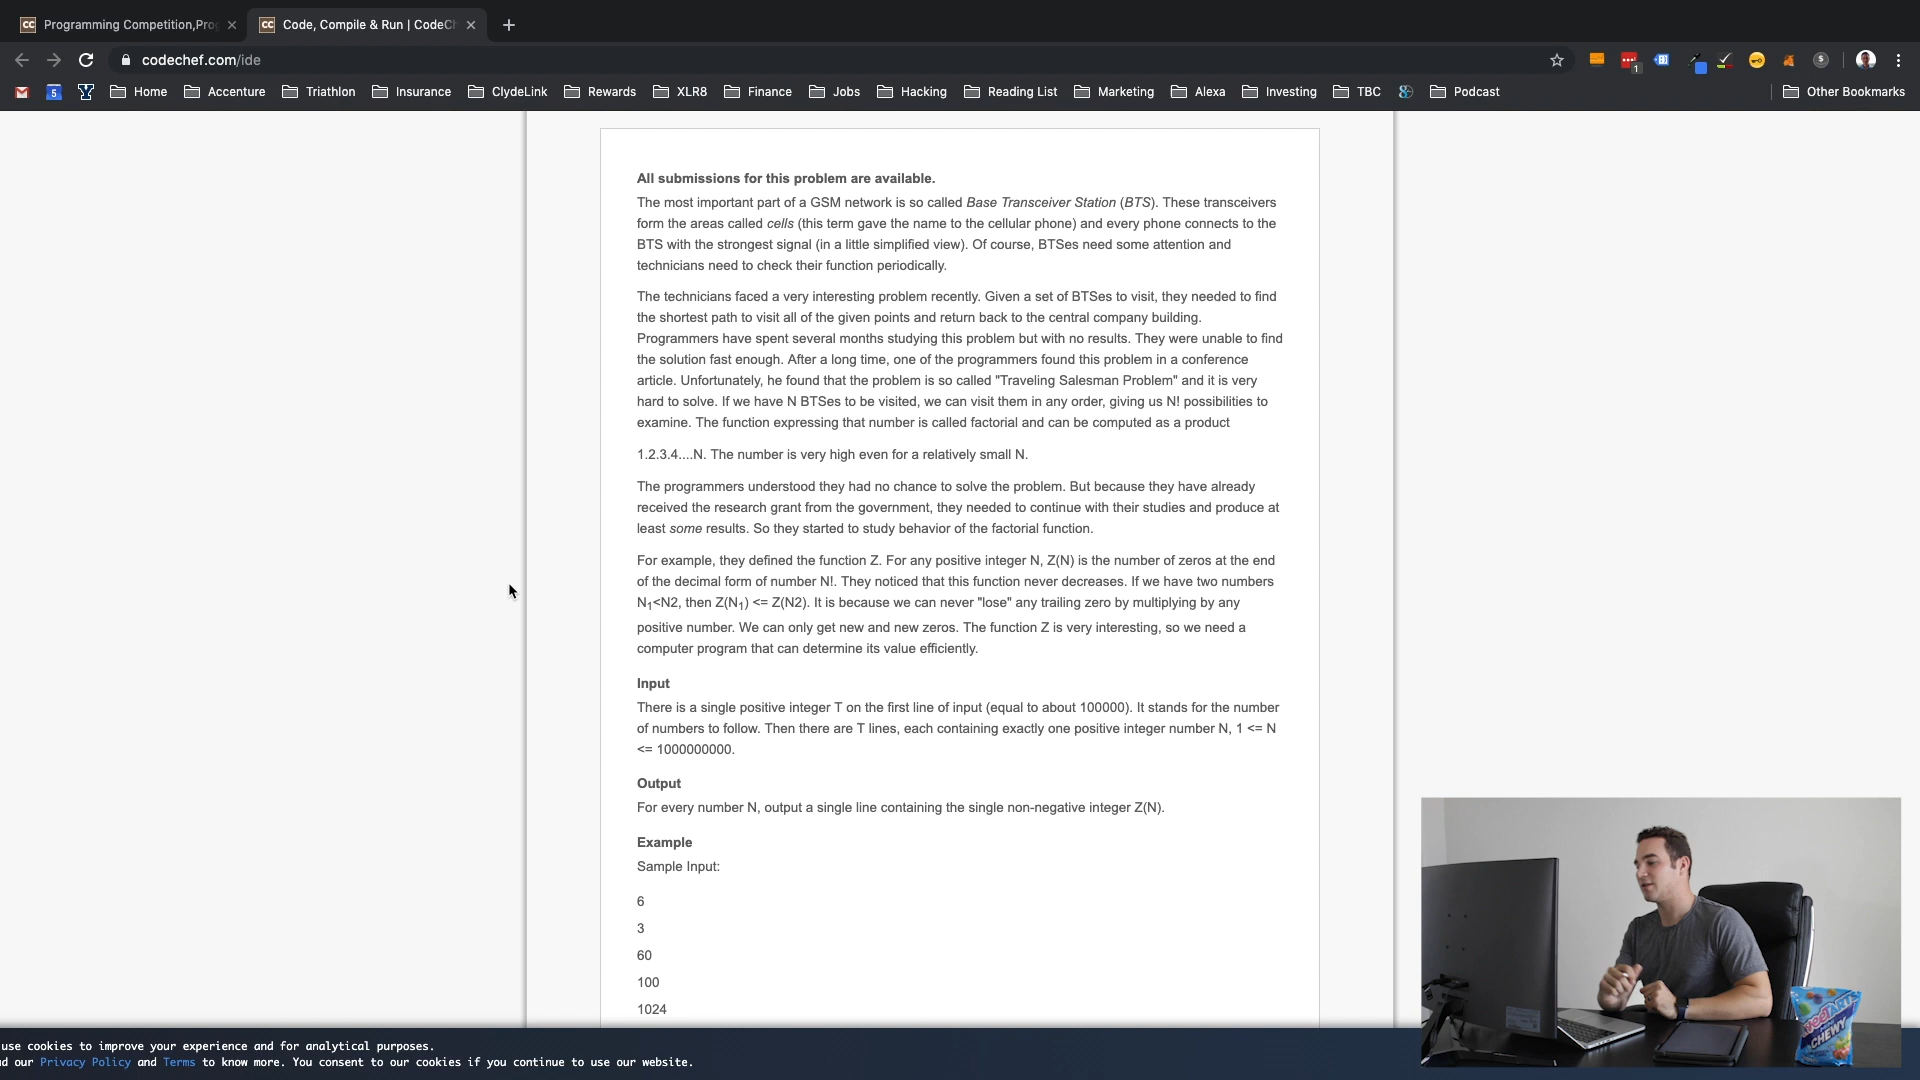 Programming Competition,Pro
Code, Compile & Run | CodeCh
codechef.com/ide
1
5
Home
Accenture
Triathlon
Insurance
ClydeLink
Rewards
XLR8
Finance
Jobs
Hacking
Reading List
Marketing
Alexa
Investing
TBC
Podcast
Other Bookmarks
All submissions for this problem are available.
The most important part of a GSM network is so called Base Transceiver Station (BTS). These transceivers
form the areas called cells (this term gave the name to the cellular phone) and every phone connects to the
BTS with the strongest signal (in a little simplified view). Of course, BTSes need some attention and
technicians need to check their function periodically.
The technicians faced a very interesting problem recently. Given a set of BTSes to visit, they needed to find
the shortest path to visit all of the given points and return back to the central company building.
Programmers have spent several months studying this problem but with no results. They were unable to find
the solution fast enough. After a long time, one of the programmers found this problem in a conference
article. Unfortunately, he found that the problem is so called "Traveling Salesman Problem" and it is very
hard to solve. If we have N BTSes to be visited, we can visit them in any order, giving us N! possibilities to
examine. The function expressing that number is called factorial and can be computed as a product
1.2.3.4....N. The number is very high even for a relatively small N.
The programmers understood they had no chance to solve the problem. But because they have already
received the research grant from the government, they needed to continue with their studies and produce at
least some results. So they started to study behavior of the factorial function.
For example, they defined the function Z. For any positive integer N, Z(N) is the number of zeros at the end
of the decimal form of number N!. They noticed that this function never decreases. If we have two numbers
N₁<N2, then Z(N₁) <= Z(N2). It is because we can never "lose" any trailing zero by multiplying by any
positive number. We can only get new and new zeros. The function Z is very interesting, so we need a
computer program that can determine its value efficiently.
Input
There is a single positive integer T on the first line of input (equal to about 100000). It stands for the number
of numbers to follow. Then there are T lines, each containing exactly one positive integer number N, 1 <= N
<= 1000000000.
Output
For every number N, output a single line containing the single non-negative integer Z(N).
Example
Sample Input:
6
3
60
100
1024
use cookies to improve your experience and for analytical purposes.
d our Privacy Policy and Terms to know more. You consent to our cookies if you continue to use our website.
CHEWY